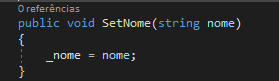 0 referências
public void SetNome(string nome)
{
_nome = nome;
}